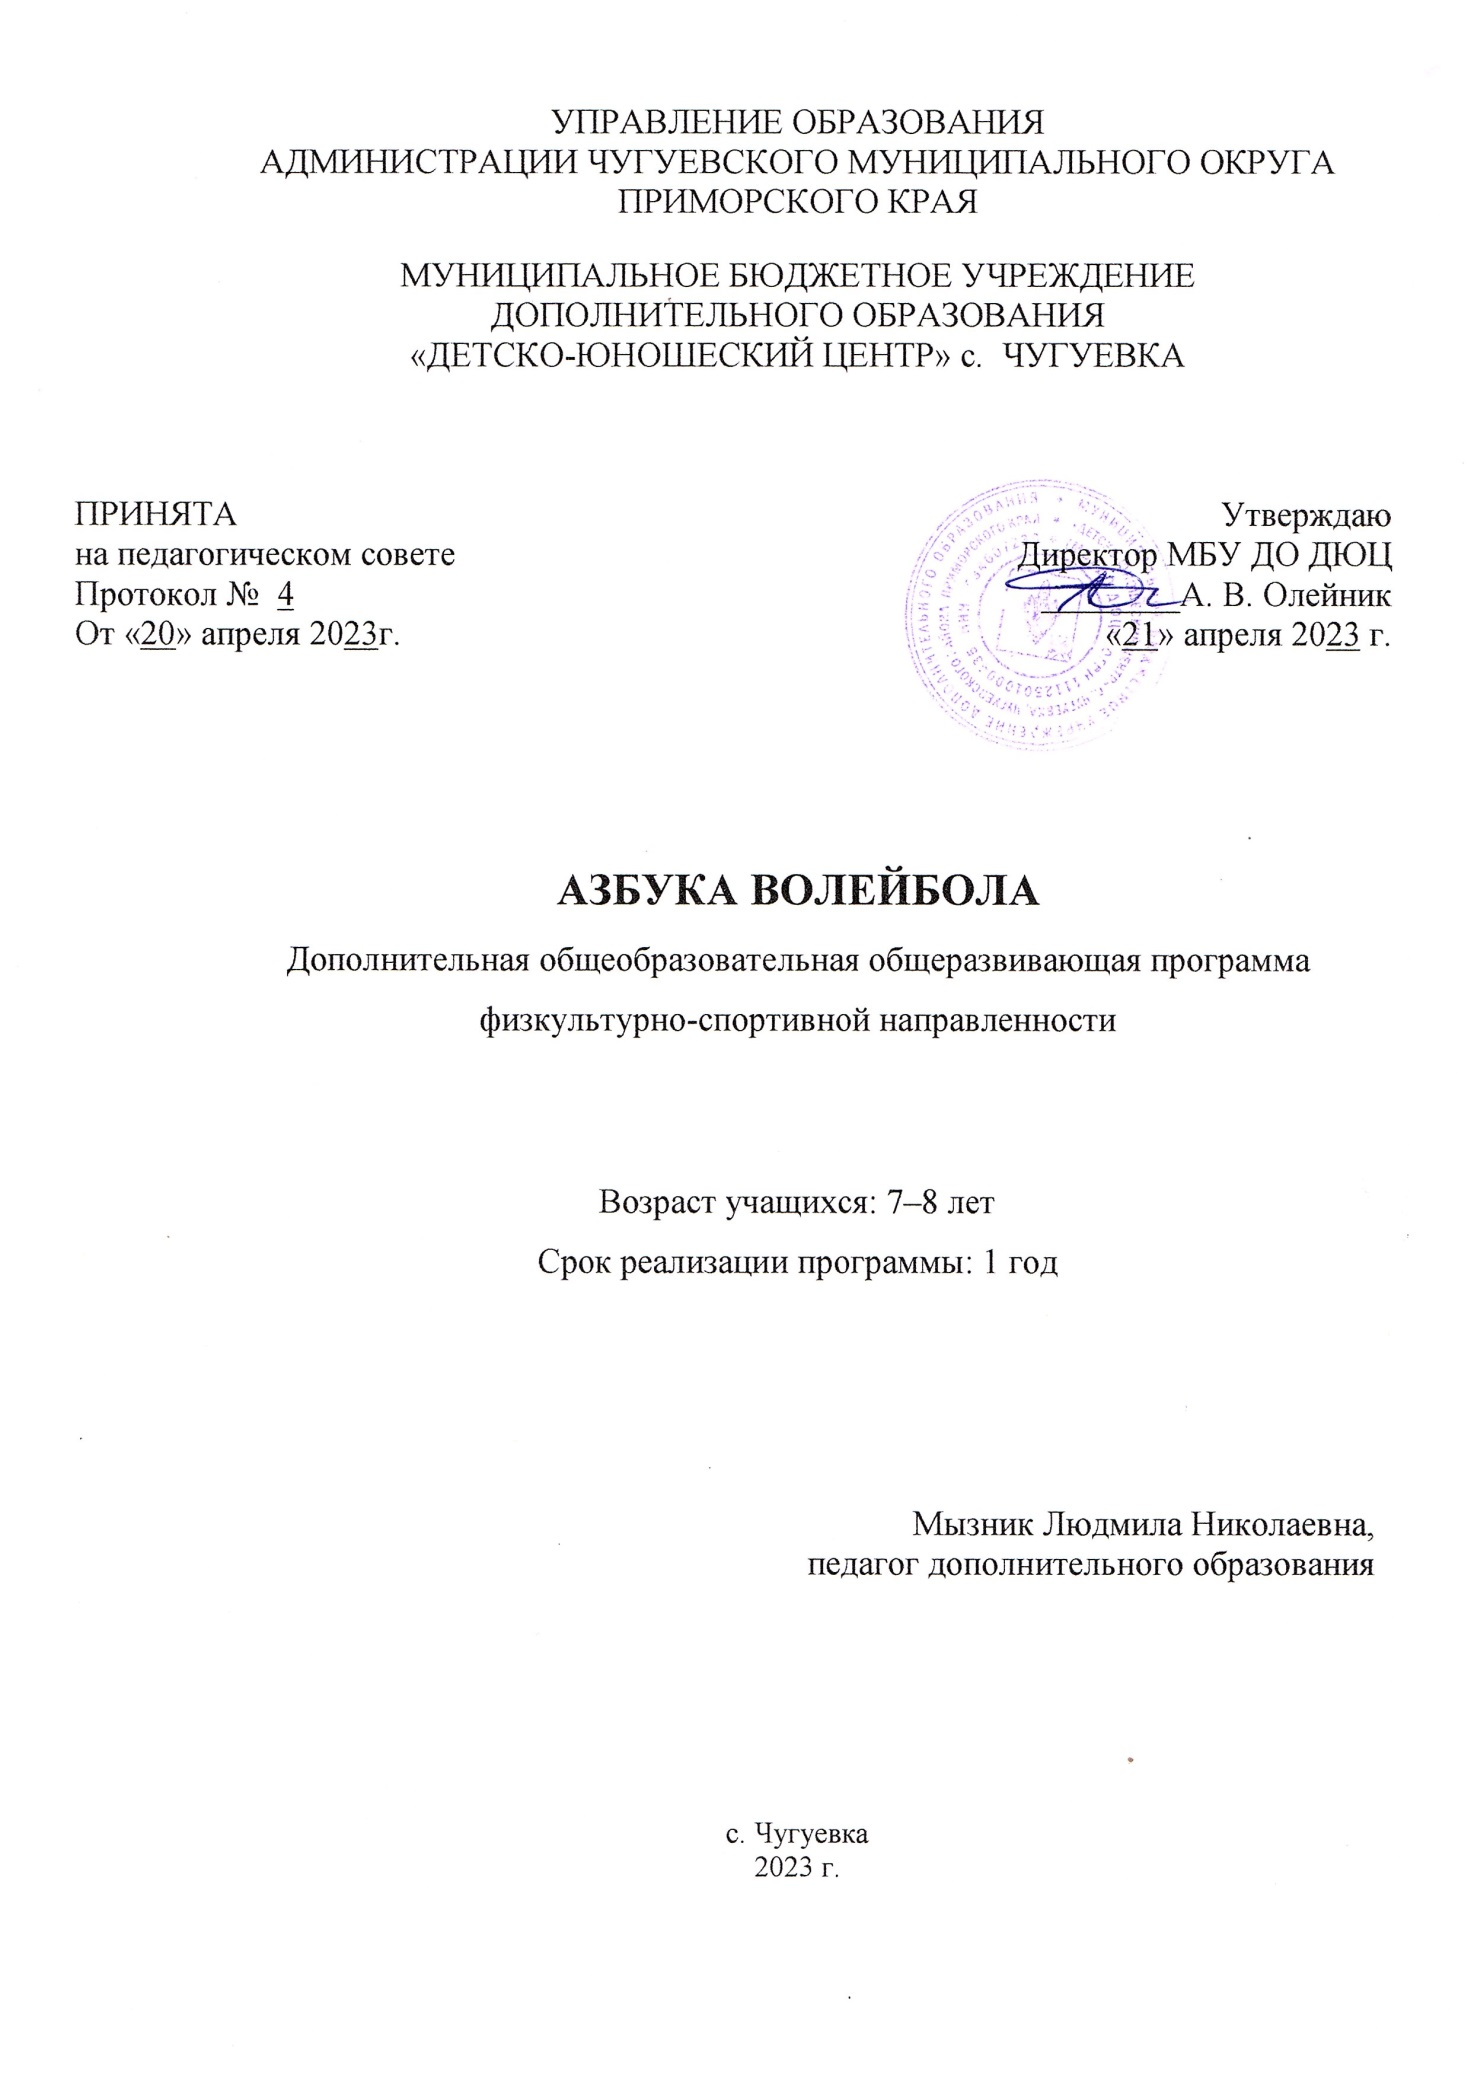 УПРАВЛЕНИЕ ОБРАЗОВАНИЯ
АДМИНИСТРАЦИИ ЧУГУЕВСКОГО МУНИЦИПАЛЬНОГО ОКРУГА
ПРИМОРСКОГО КРАЯ
МУНИЦИПАЛЬНОЕ БЮДЖЕТНОЕ УЧРЕЖДЕНИЕ
ДОПОЛНИТЕЛЬНОГО ОБРАЗОВАНИЯ
«ДЕТСКО-ЮНОШЕСКИЙ ЦЕНТР» с. ЧУГУЕВКА
ПРИНЯТА
на педагогическом совете
Протокол № 4
От «20» апреля 2023г.
Утверждаю
Директор МБУ ДО ДЮЦ
А. В. Олейник
«21» апреля 2023 г.
АЗБУКА ВОЛЕЙБОЛА
Дополнительная общеобразовательная общеразвивающая программа
физкультурно-спортивной направленности
Возраст учащихся: 7–8 лет
Срок реализации программы: 1 год
Мызник Людмила Николаевна,
педагог дополнительного образования
с. Чугуевка
2023 г.